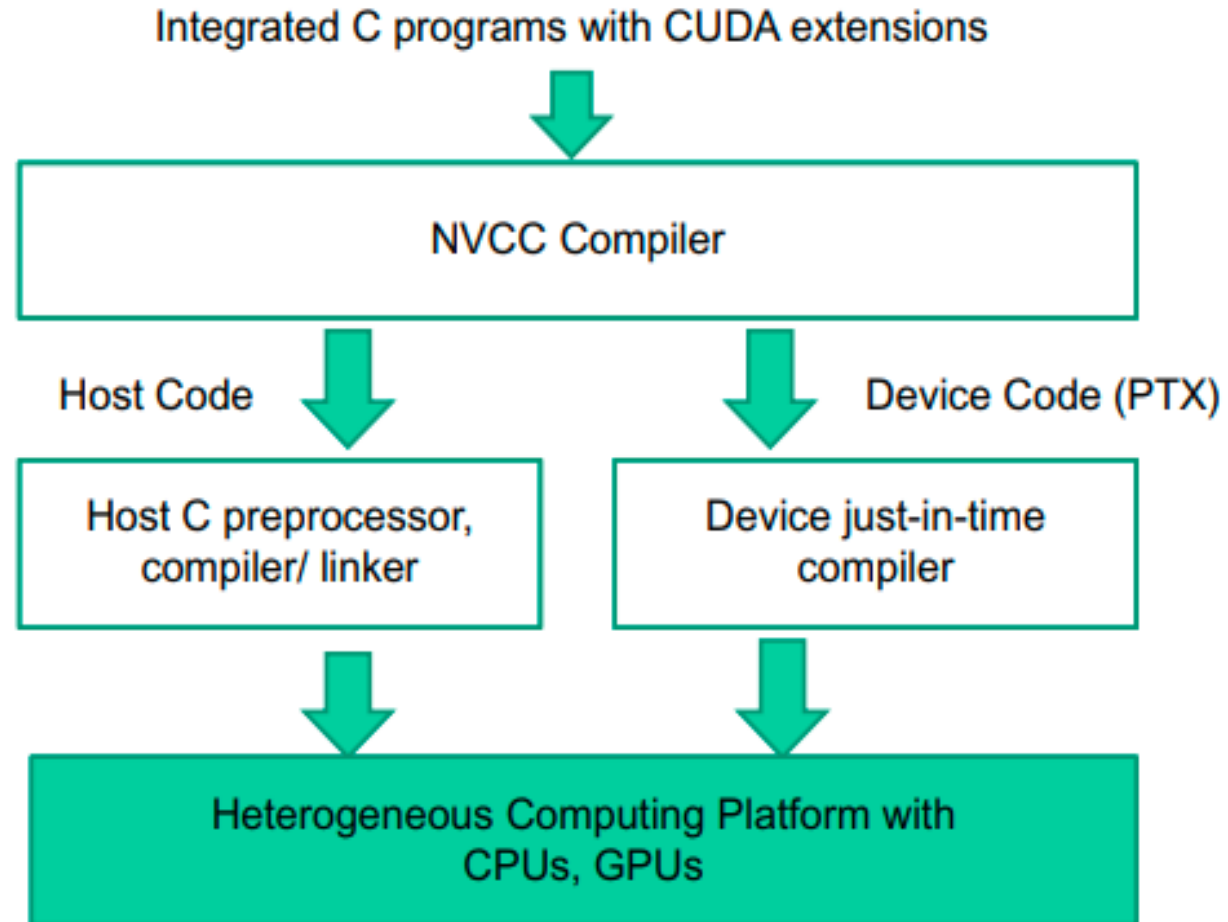 Integrated C programs with CUDA extensions
NVCC Compiler
Host Code
Device Code (PTX)
Host C preprocessor,
compiler/ linker
Device just-in-time
compiler
Heterogeneous Computing Platform with
CPUs, GPUs